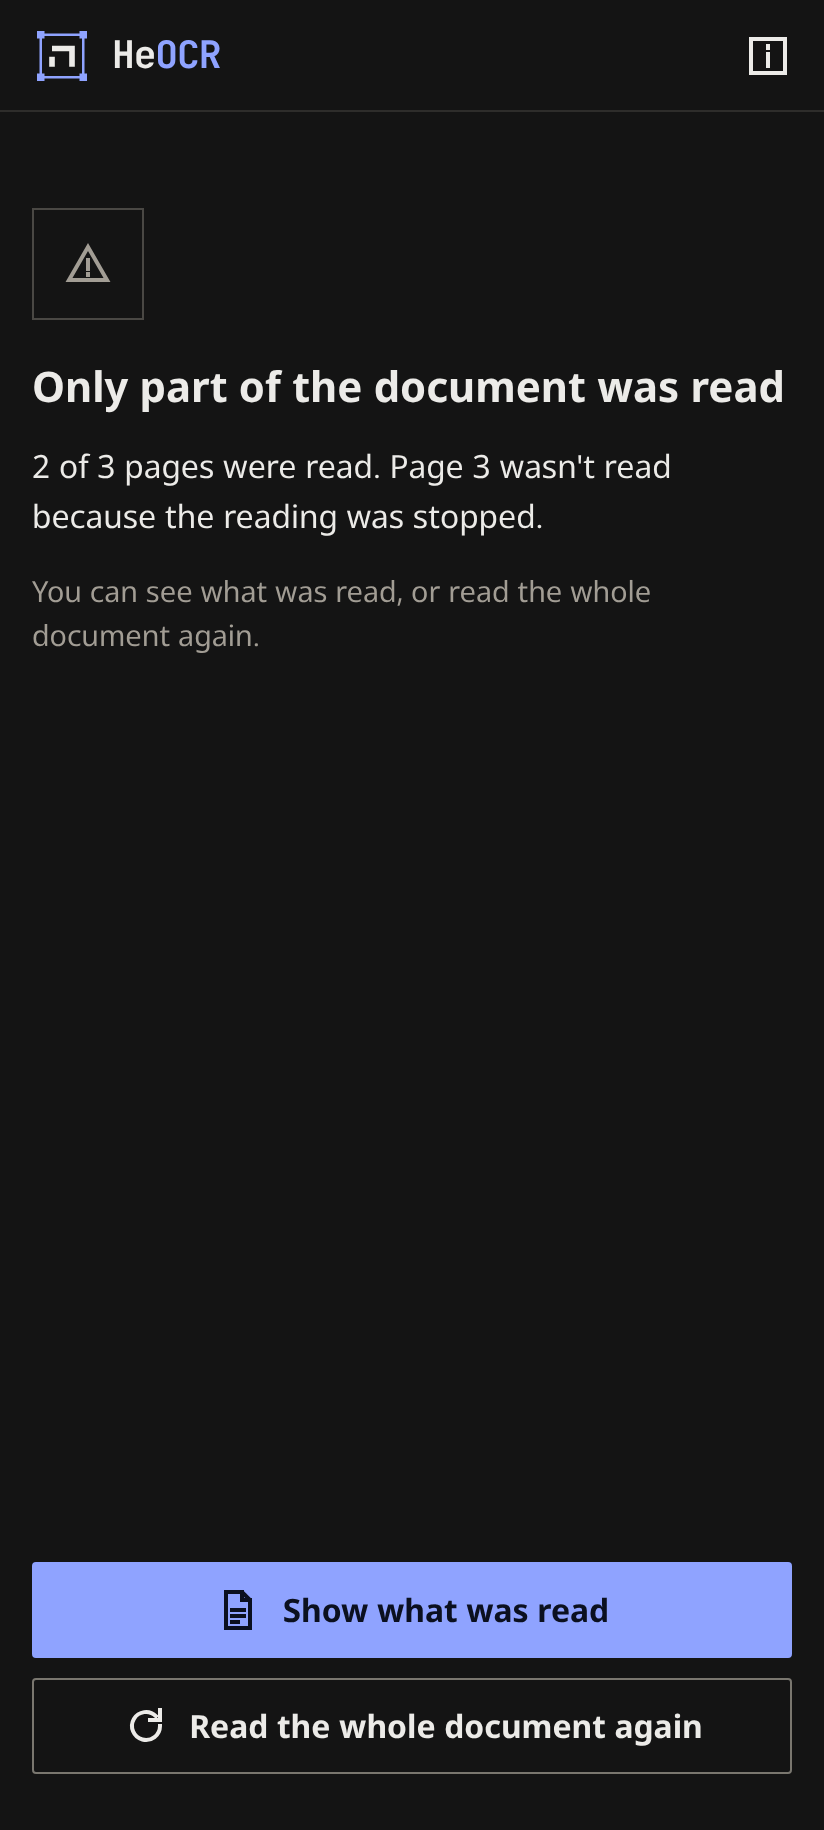 HeOCR
Only part of the document was read
2 of 3 pages were read. Page 3 wasn't read
because the reading was stopped.
You can see what was read, or read the whole
document again.
Show what was read
Read the whole document again